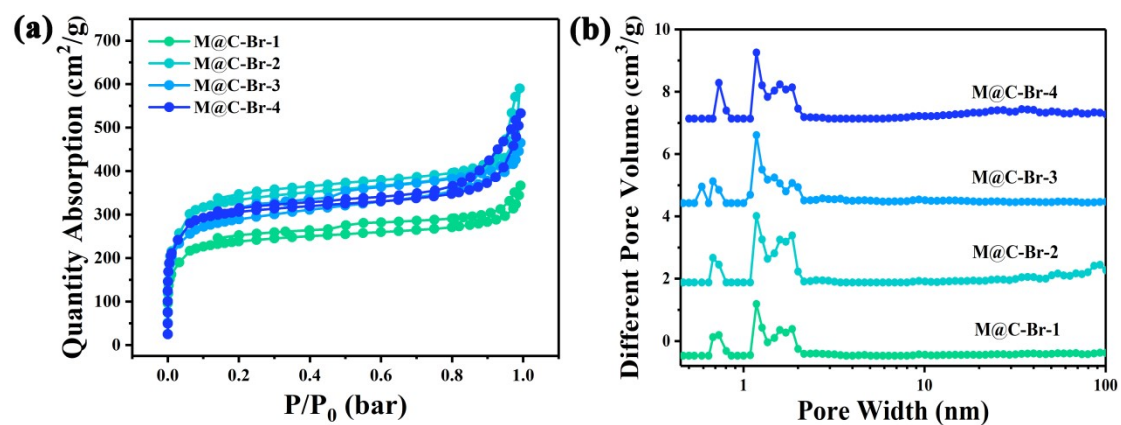 (a)
Quantity Absorption (cm²/g)
700
600
500
400
300
200
100
0
M@C-Br-1
M@C-Br-2
M@C-Br-3
M@C-Br-4
0.0 0.2 0.4 0.6 0.8 1.0
P/P₀ (bar)
(b)
Different Pore Volume (cm³/g)
10
8
6
4
2
0
M@C-Br-4
M@C-Br-3
M@C-Br-2
M@C-Br-1
1 10 100
Pore Width (nm)